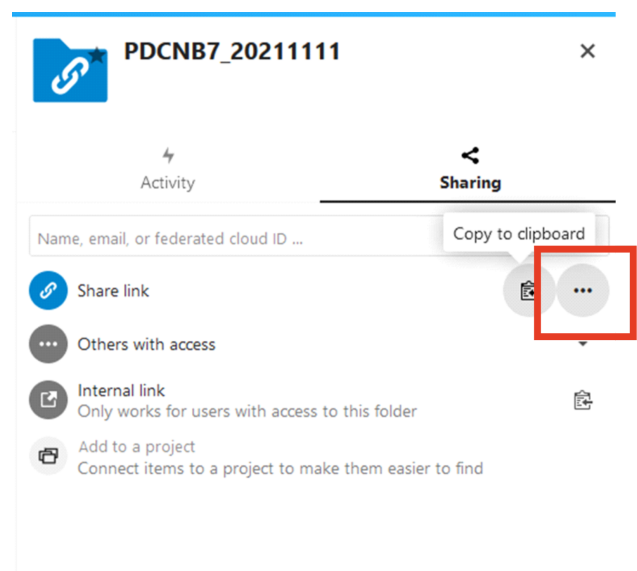 PDCNB7_20211111
Activity
Sharing
Name, email, or federated cloud ID ...
Copy to clipboard
Share link
Others with access
Internal link
Only works for users with access to this folder
Add to a project
Connect items to a project to make them easier to find